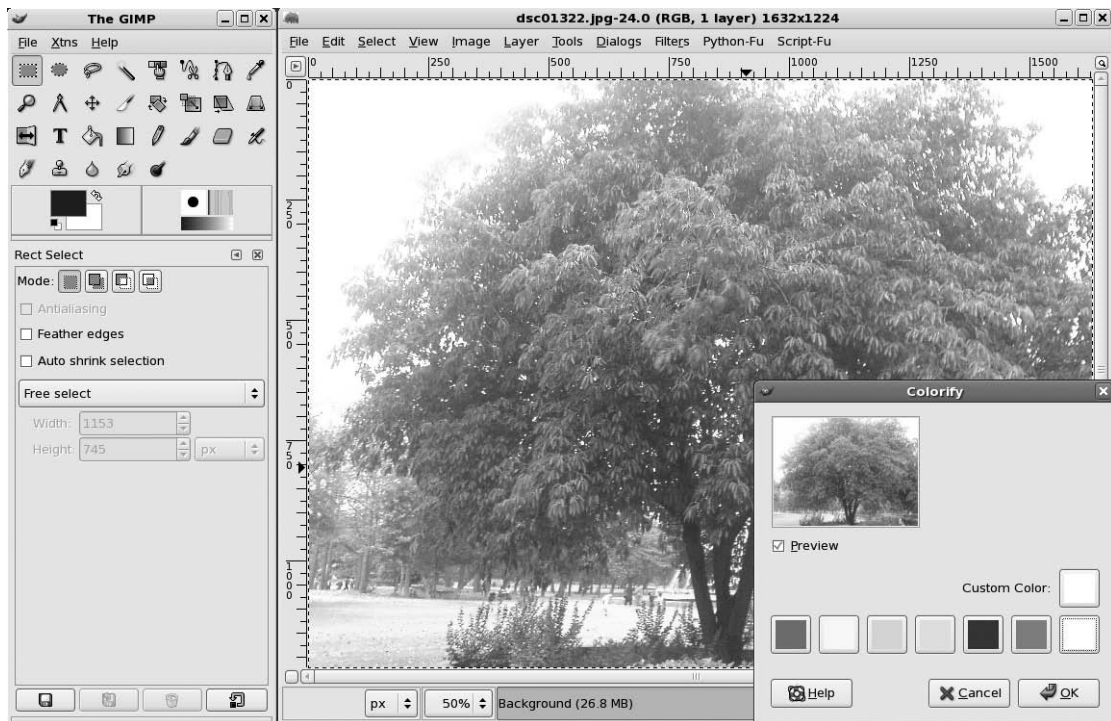 The GIMP
File Xtns Help
T
Rect Select
Mode:
Antialiasing
Feather edges
Auto shrink selection
Free select
Width: 1153
Height: 745 px
dsc01322.jpg-24.0 (RGB, 1 layer) 1632x1224
File Edit Select View Image Layer Tools Dialogs Filters Python-Fu Script-Fu
0 250 500 750 1000 1250 1500
0
250
500
750
1000
px 50% Background (26.8 MB)
Colorify
Preview
Custom Color:
Help Cancel OK